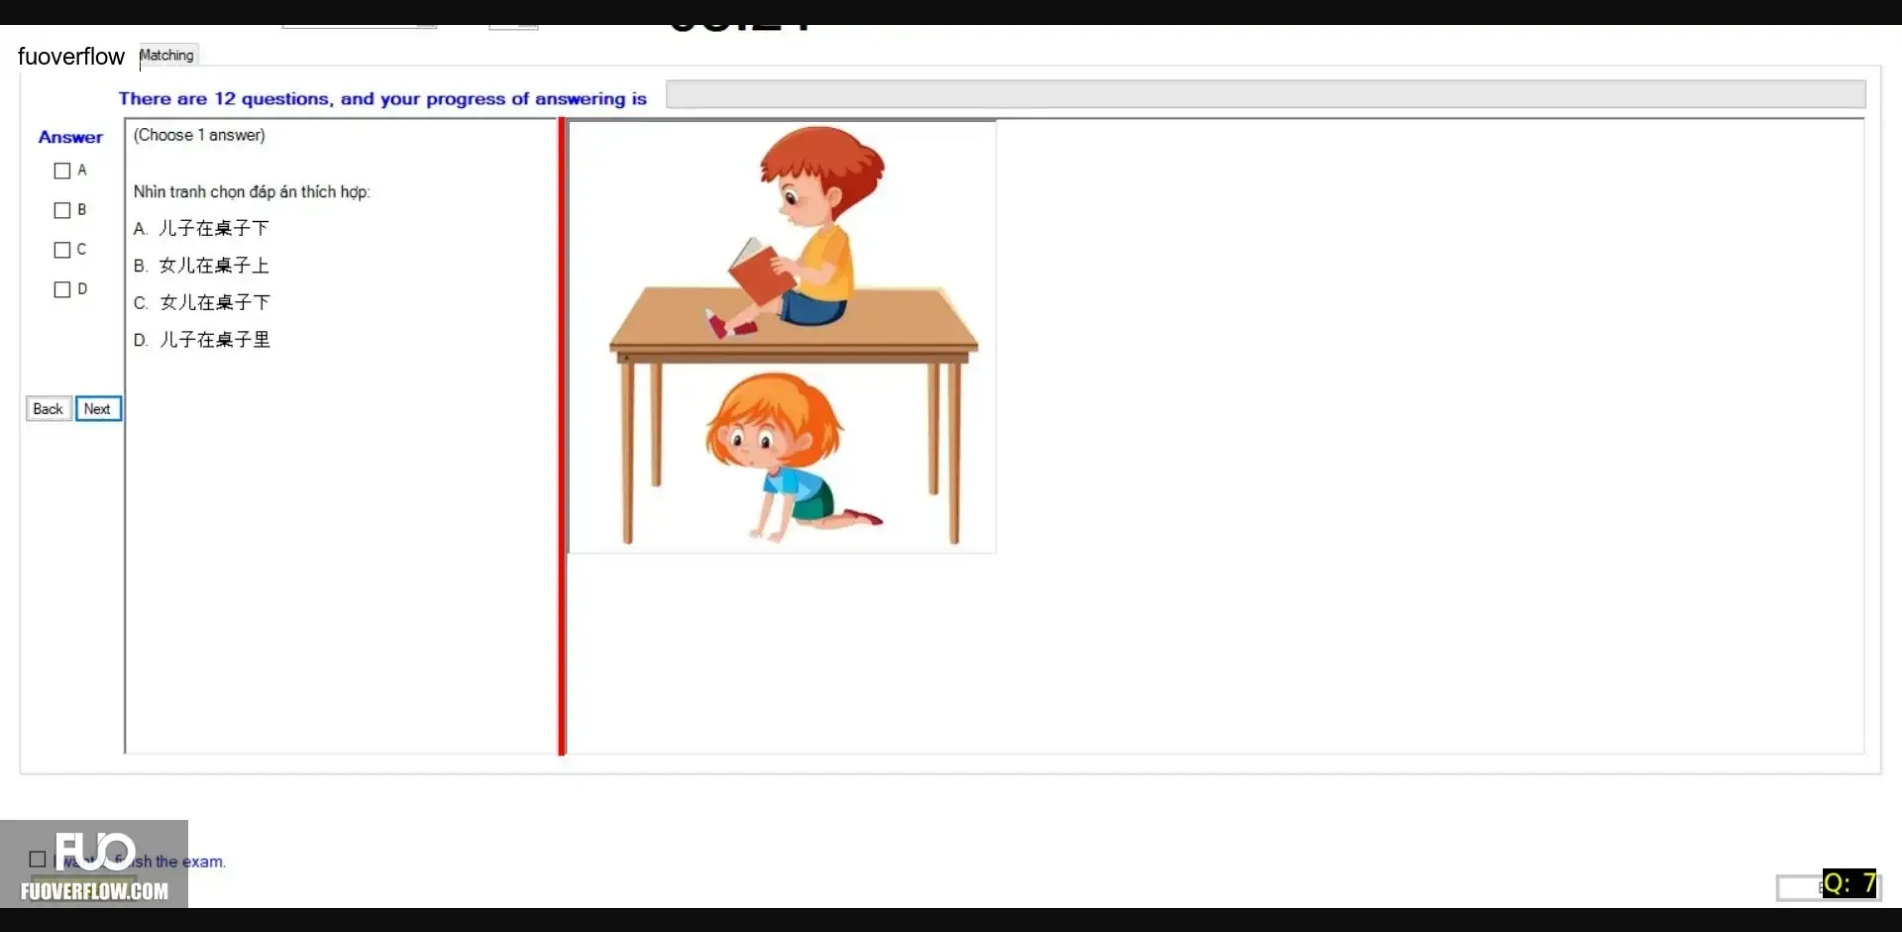 fuoverflow
Matching
There are 12 questions, and your progress of answering is
Answer
(Choose 1 answer)
A
B
C
D
Nhìn tranh chọn đáp án thích hợp:
A. 儿子在桌子下
B. 女儿在桌子上
C. 女儿在桌子下
D. 儿子在桌子里
Back
Next
FUO
sh the exam.
FUOVERFLOW.COM
Q: 7